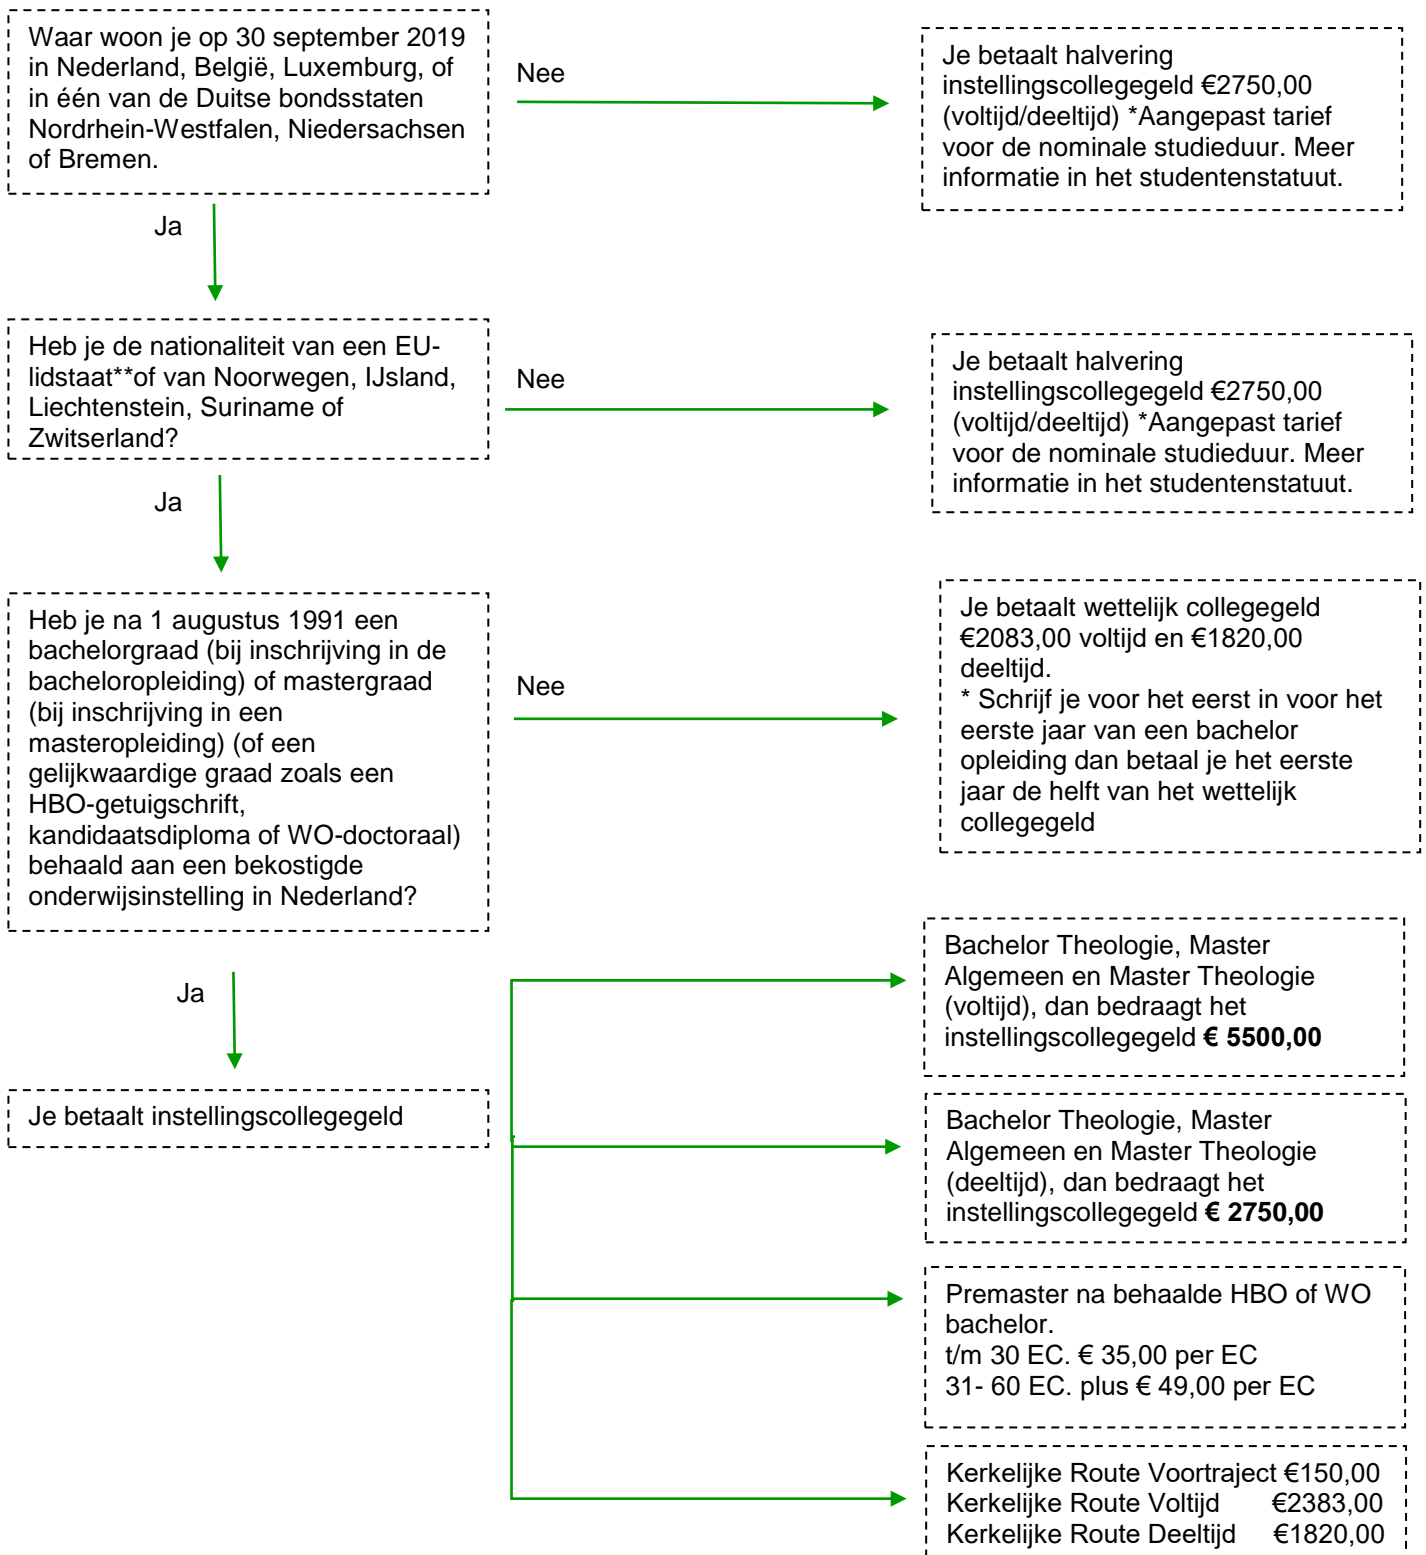 Waar woon je op 30 september 2019
in Nederland, België, Luxemburg, of
in één van de Duitse bondsstaten
Nordrhein-Westfalen, Niedersachsen
of Bremen.
Nee
Je betaalt halvering
instellingscollegegeld €2750,00
(voltijd/deeltijd) *Aangepast tarief
voor de nominale studieduur. Meer
informatie in het studentenstatuut.
Ja
Heb je de nationaliteit van een EU-
lidstaat**of van Noorwegen, IJsland,
Liechtenstein, Suriname of
Zwitserland?
Nee
Je betaalt halvering
instellingscollegegeld €2750,00
(voltijd/deeltijd) *Aangepast tarief
voor de nominale studieduur. Meer
informatie in het studentenstatuut.
Ja
Heb je na 1 augustus 1991 een
bachelorgraad (bij inschrijving in de
bacheloropleiding) of mastergraad
(bij inschrijving in een
masteropleiding) (of een
gelijkwaardige graad zoals een
HBO-getuigschrift,
kandidaatsdiploma of WO-doctoraal)
behaald aan een bekostigde
onderwijsinstelling in Nederland?
Nee
Je betaalt wettelijk collegegeld
€2083,00 voltijd en €1820,00
deeltijd.
* Schrijf je voor het eerst in voor het
eerste jaar van een bachelor
opleiding dan betaal je het eerste
jaar de helft van het wettelijk
collegegeld
Ja
Je betaalt instellingscollegegeld
Bachelor Theologie, Master
Algemeen en Master Theologie
(voltijd), dan bedraagt het
instellingscollegegeld € 5500,00
Bachelor Theologie, Master
Algemeen en Master Theologie
(deeltijd), dan bedraagt het
instellingscollegegeld € 2750,00
Premaster na behaalde HBO of WO
bachelor.
t/m 30 EC. € 35,00 per EC
31- 60 EC. plus € 49,00 per EC
Kerkelijke Route Voortraject €150,00
Kerkelijke Route Voltijd €2383,00
Kerkelijke Route Deeltijd €1820,00